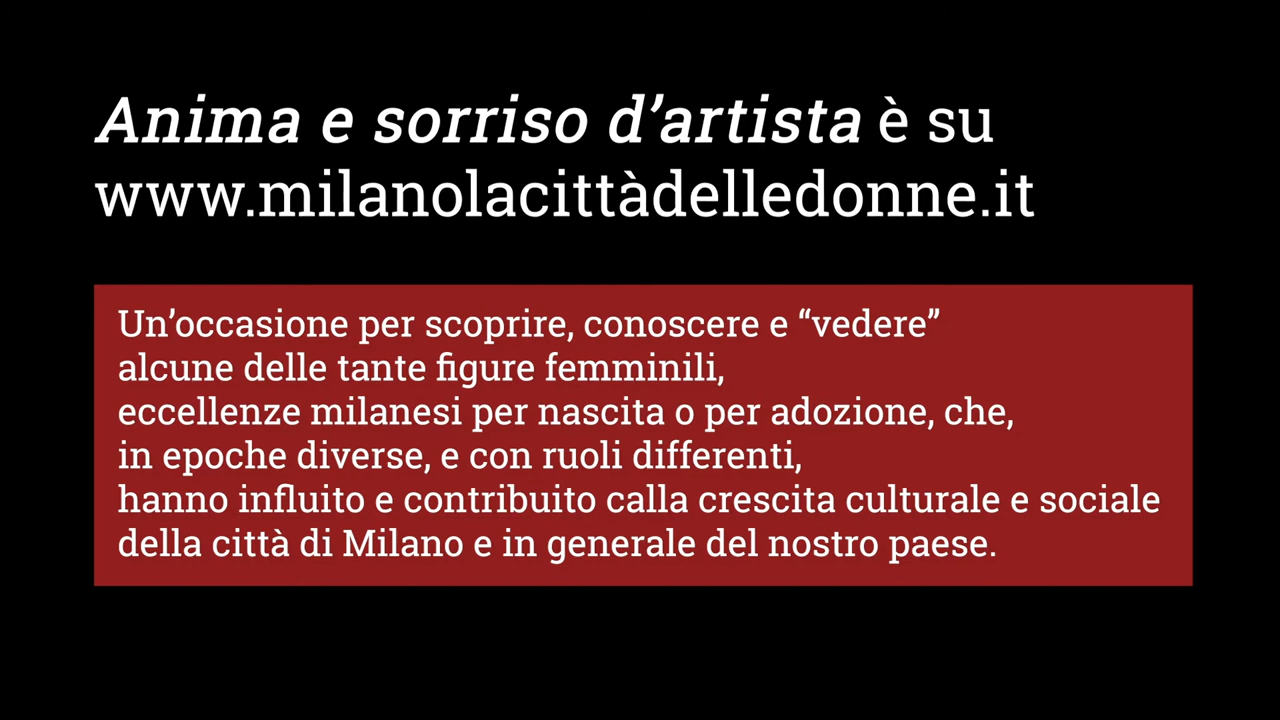 Anima e sorriso d’artista è su
www.milanolacittàdelledonne.it
Un’occasione per scoprire, conoscere e “vedere”
alcune delle tante figure femminili,
eccellenze milanesi per nascita o per adozione, che,
in epoche diverse, e con ruoli differenti,
hanno influito e contribuito calla crescita culturale e sociale
della città di Milano e in generale del nostro paese.